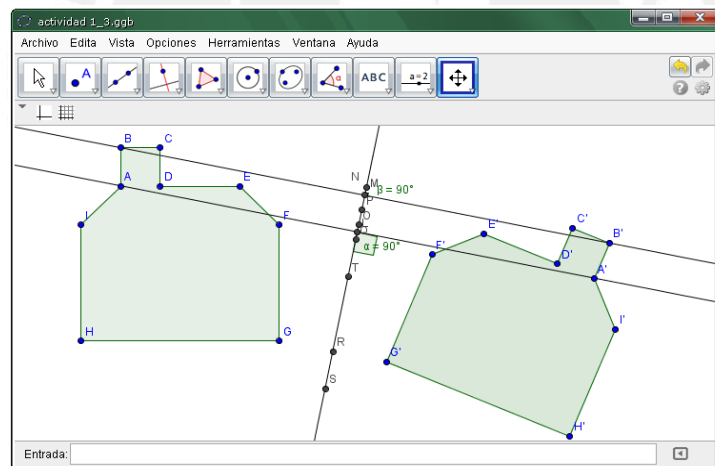 actividad 1_3.ggb
Archivo Edita Vista Opciones Herramientas Ventana Ayuda
A ABC a=2 α
B C
N
M
β = 90°
P
A D E
I F
O
C'
E' B'
α = 90°
F' D'
T A'
I'
H G
R
G'
S
H'
Entrada: